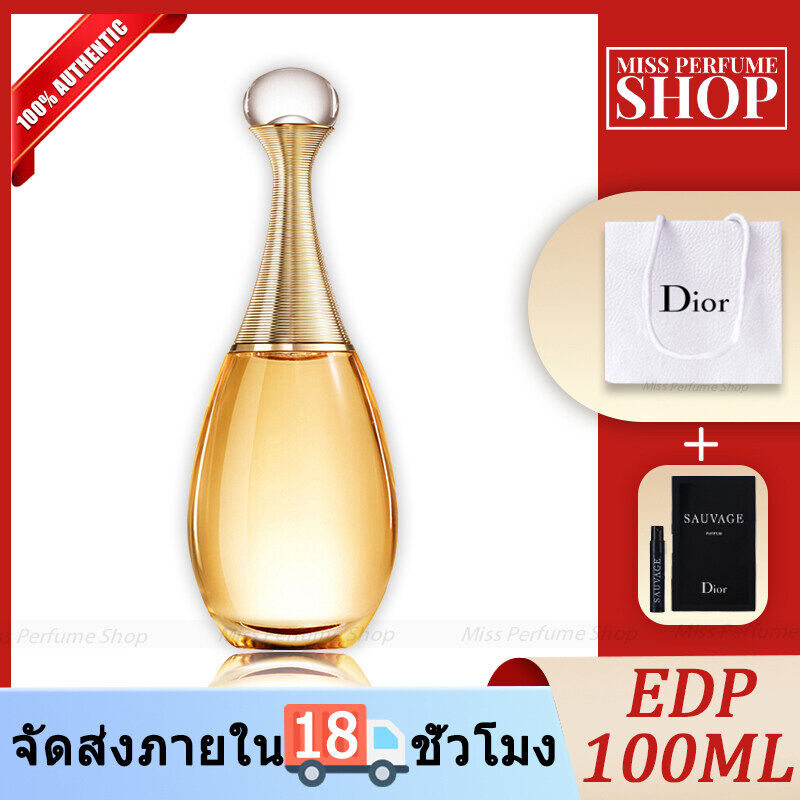 100% AUTHENTIC
MISS PERFUME
SHOP
Dior
Miss Perfume Shop
+
SAUVAGE
PARFUM
SAUVAGE
Dior
Miss Perfume Shop
Miss Perfume Shop
Miss Perfume Shop
จัดส่งภายใน 18 ชั่วโมง
EDP
100ML